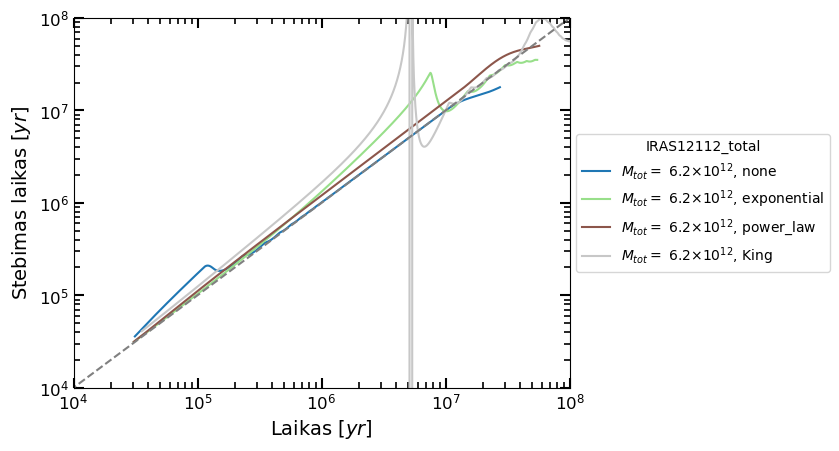 10^8
10^7
10^6
10^5
10^4
Stebimas laikas [yr]
10^4 10^5 10^6 10^7 10^8
Laikas [yr]
IRAS12112_total
M_tot = 6.2×10^12, none
M_tot = 6.2×10^12, exponential
M_tot = 6.2×10^12, power_law
M_tot = 6.2×10^12, King